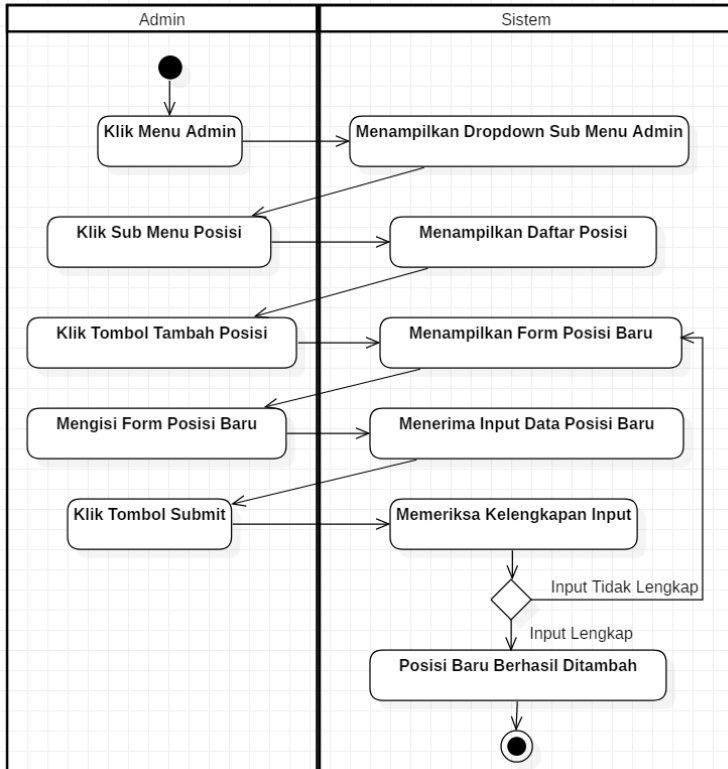 Admin
Sistem
Klik Menu Admin
Menampilkan Dropdown Sub Menu Admin
Klik Sub Menu Posisi
Menampilkan Daftar Posisi
Klik Tombol Tambah Posisi
Menampilkan Form Posisi Baru
Mengisi Form Posisi Baru
Menerima Input Data Posisi Baru
Klik Tombol Submit
Memeriksa Kelengkapan Input
Input Tidak Lengkap
Input Lengkap
Posisi Baru Berhasil Ditambah